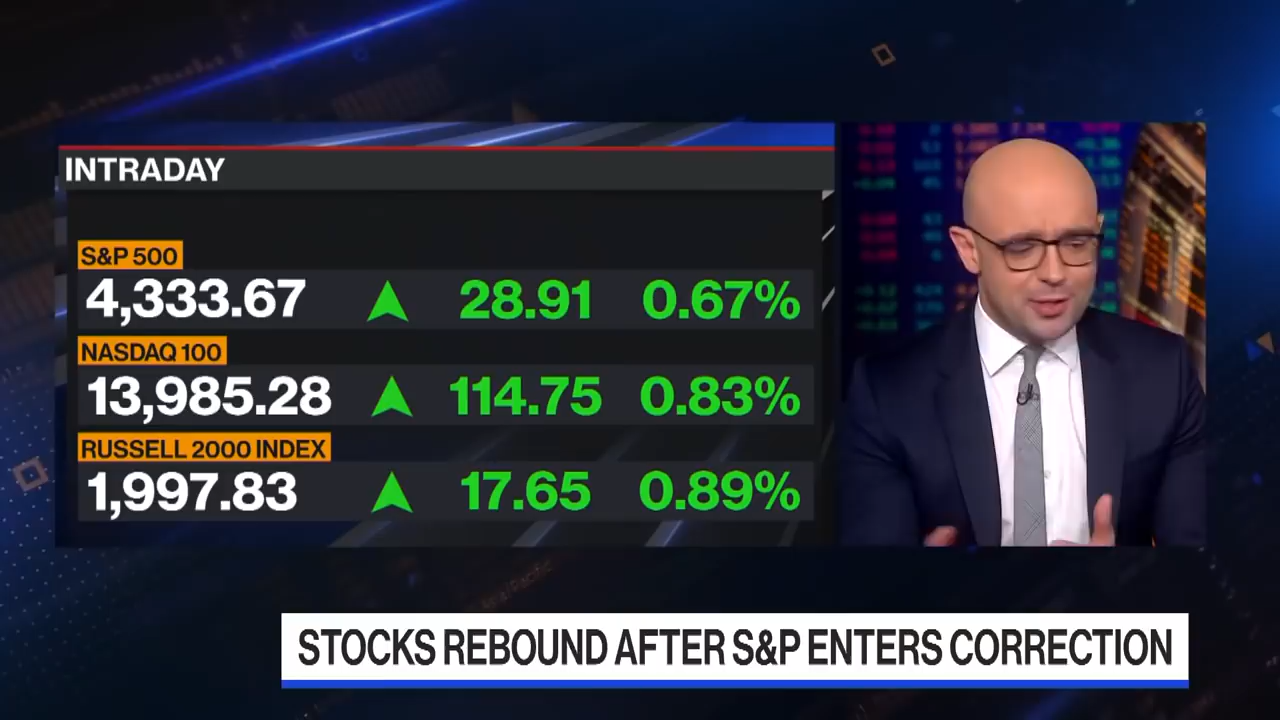 INTRADAY
S&P 500
4,333.67 ▲ 28.91 0.67%
NASDAQ 100
13,985.28 ▲ 114.75 0.83%
RUSSELL 2000 INDEX
1,997.83 ▲ 17.65 0.89%
STOCKS REBOUND AFTER S&P ENTERS CORRECTION